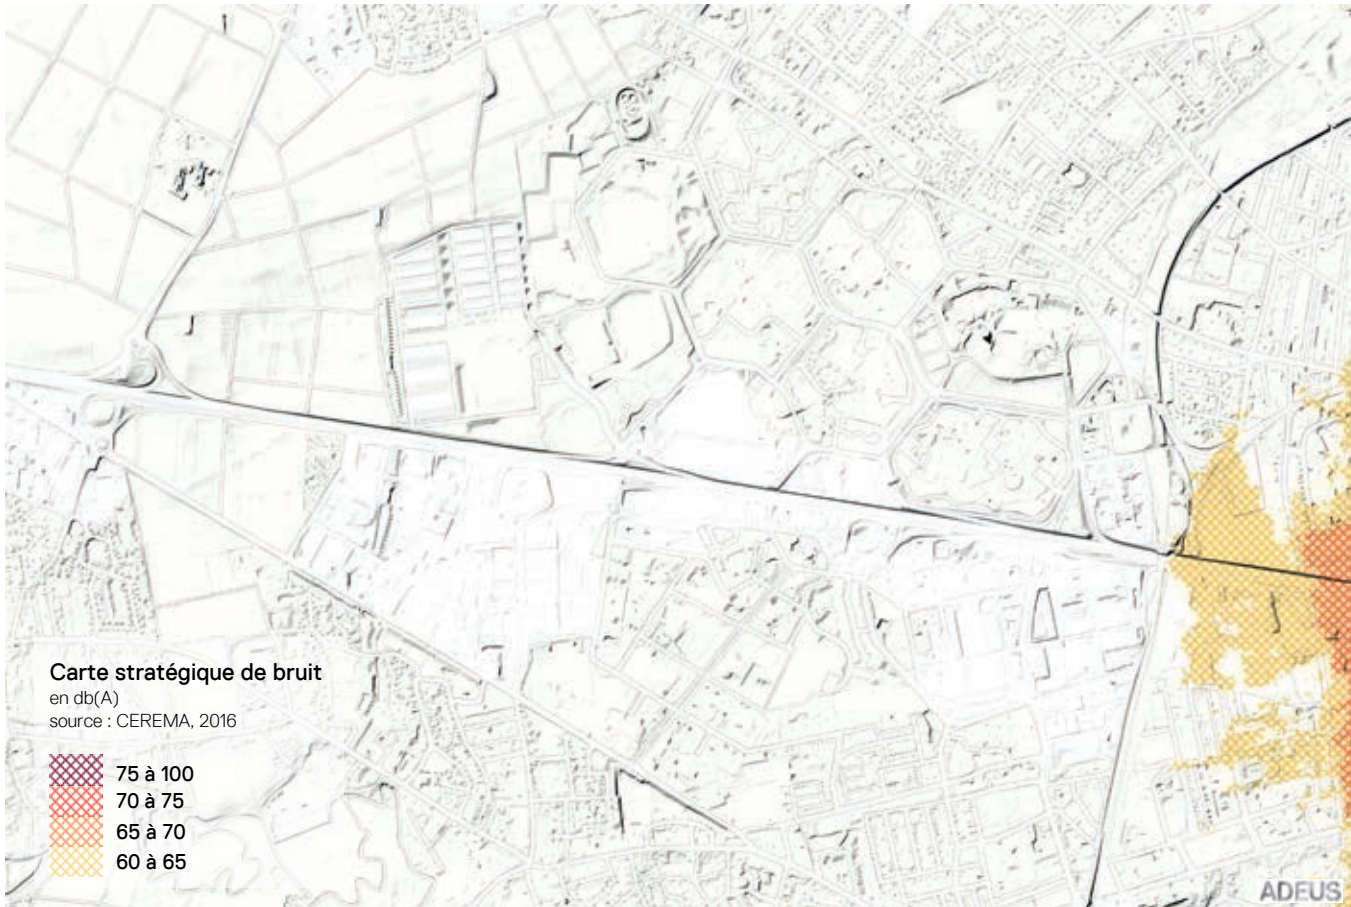 Carte stratégique de bruit
en db(A)
source : CEREMA, 2016
75 à 100
70 à 75
65 à 70
60 à 65
ADEUS